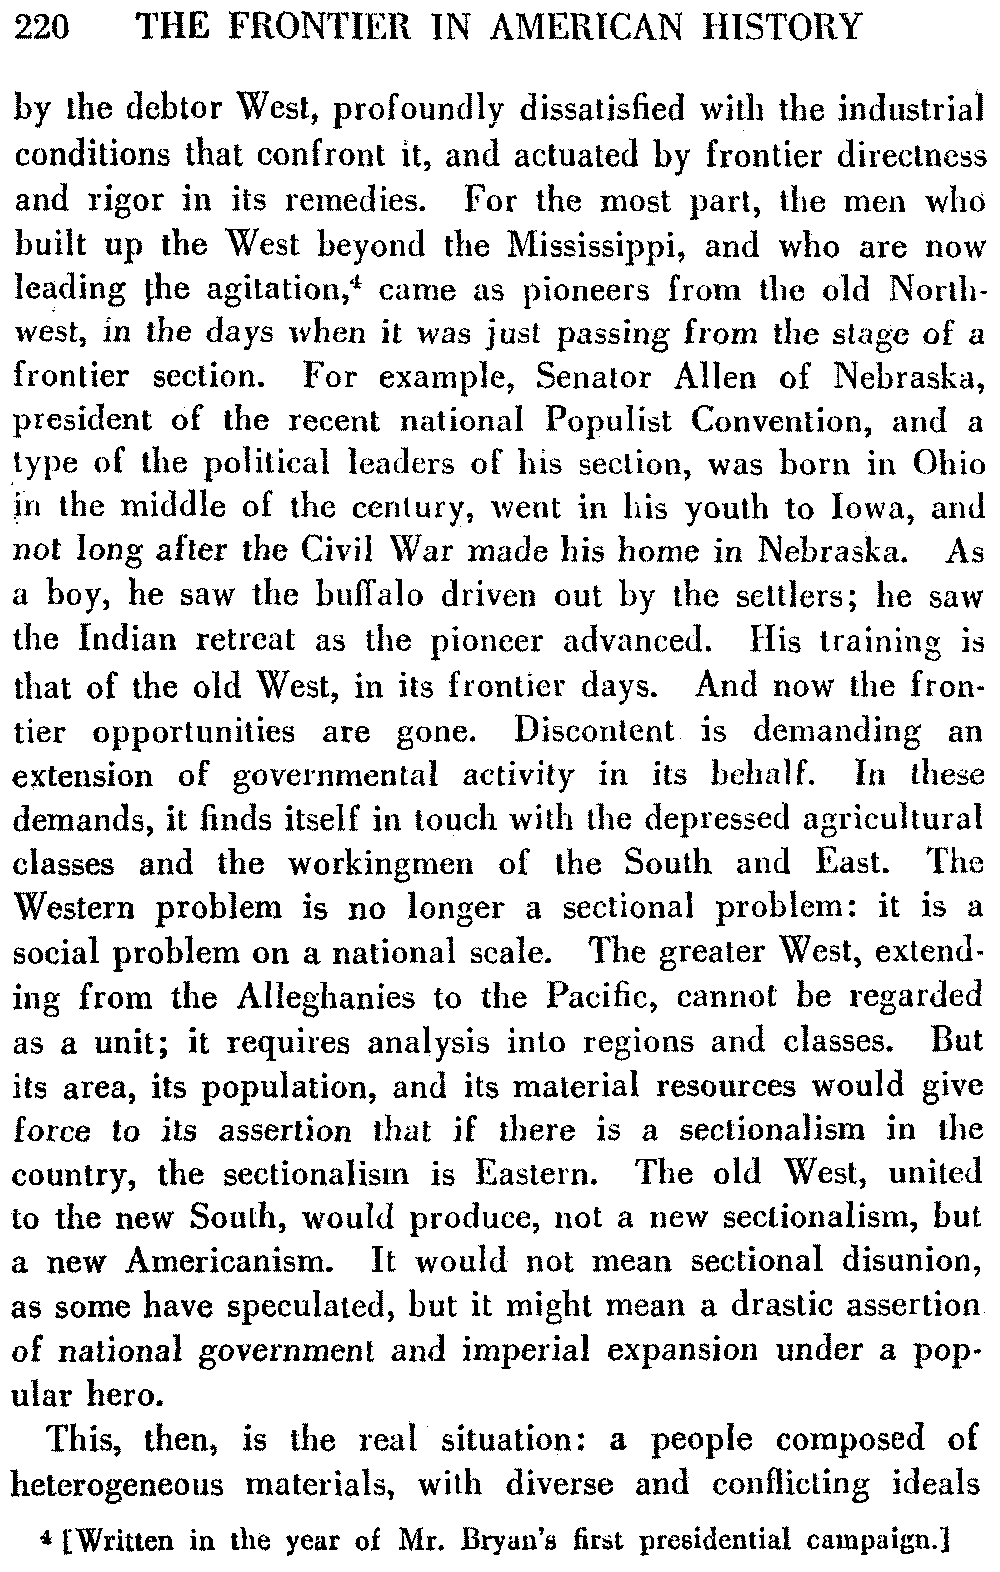 220 THE FRONTIER IN AMERICAN HISTORY
by the debtor West, profoundly dissatisfied with the industrial
conditions that confront it, and actuated by frontier directness
and rigor in its remedies. For the most part, the men who
built up the West beyond the Mississippi, and who are now
leading the agitation,⁴ came as pioneers from the old North-
west, in the days when it was just passing from the stage of a
frontier section. For example, Senator Allen of Nebraska,
president of the recent national Populist Convention, and a
type of the political leaders of his section, was born in Ohio
in the middle of the century, went in his youth to Iowa, and
not long after the Civil War made his home in Nebraska. As
a boy, he saw the buffalo driven out by the settlers; he saw
the Indian retreat as the pioneer advanced. His training is
that of the old West, in its frontier days. And now the fron-
tier opportunities are gone. Discontent is demanding an
extension of governmental activity in its behalf. In these
demands, it finds itself in touch with the depressed agricultural
classes and the workingmen of the South and East. The
Western problem is no longer a sectional problem: it is a
social problem on a national scale. The greater West, extend-
ing from the Alleghanies to the Pacific, cannot be regarded
as a unit; it requires analysis into regions and classes. But
its area, its population, and its material resources would give
force to its assertion that if there is a sectionalism in the
country, the sectionalism is Eastern. The old West, united
to the new South, would produce, not a new sectionalism, but
a new Americanism. It would not mean sectional disunion,
as some have speculated, but it might mean a drastic assertion
of national government and imperial expansion under a pop-
ular hero.
This, then, is the real situation: a people composed of
heterogeneous materials, with diverse and conflicting ideals
⁴ [Written in the year of Mr. Bryan's first presidential campaign.]